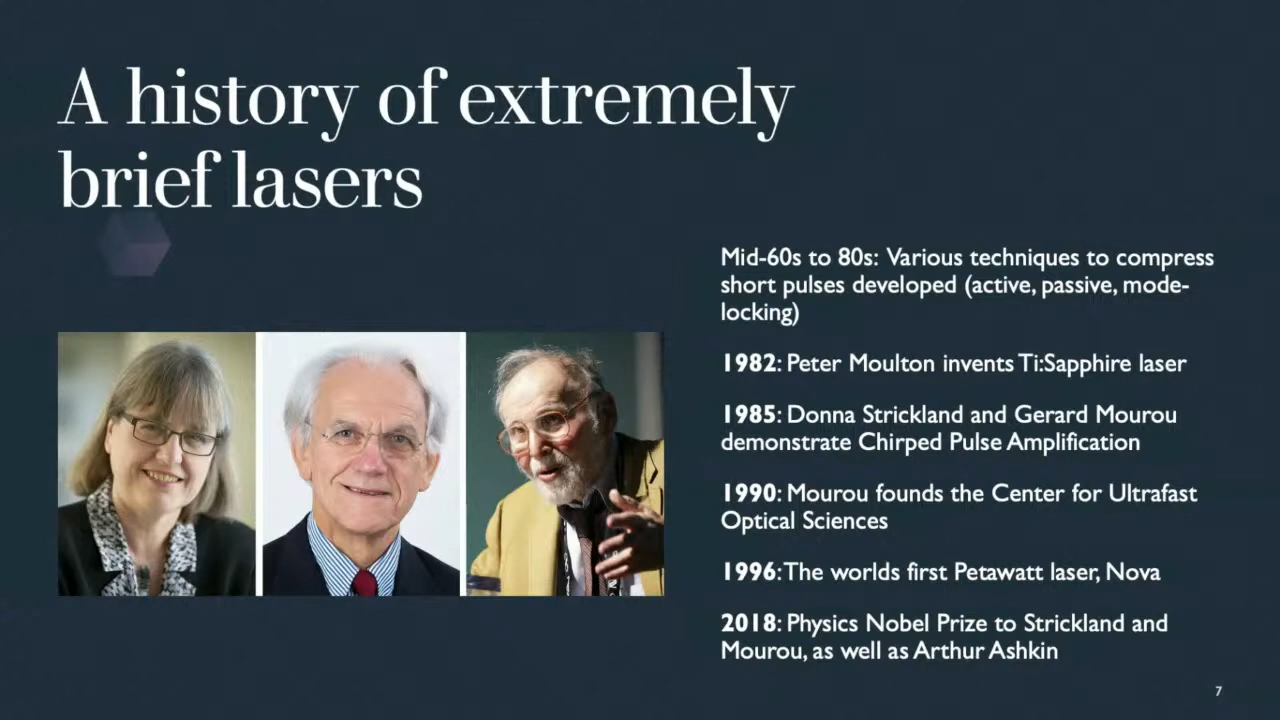 A history of extremely
brief lasers
Mid-60s to 80s: Various techniques to compress
short pulses developed (active, passive, mode-
locking)
1982: Peter Moulton invents Ti:Sapphire laser
1985: Donna Strickland and Gerard Mourou
demonstrate Chirped Pulse Amplification
1990: Mourou founds the Center for Ultrafast
Optical Sciences
1996: The worlds first Petawatt laser, Nova
2018: Physics Nobel Prize to Strickland and
Mourou, as well as Arthur Ashkin
7